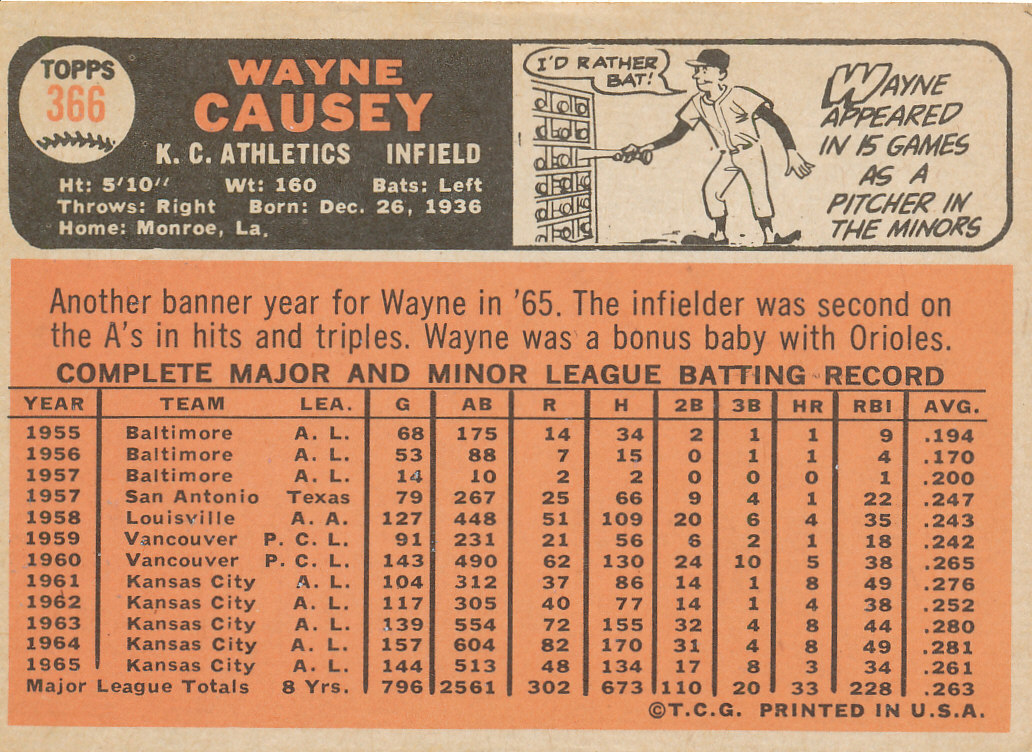 TOPPS
366
WAYNE
CAUSEY
K. C. ATHLETICS INFIELD
Ht: 5'10" Wt: 160 Bats: Left
Throws: Right Born: Dec. 26, 1936
Home: Monroe, La.
I'D RATHER
BAT!
WAYNE
APPEARED
IN 15 GAMES
AS A
PITCHER IN
THE MINORS
Another banner year for Wayne in '65. The infielder was second on
the A's in hits and triples. Wayne was a bonus baby with Orioles.
COMPLETE MAJOR AND MINOR LEAGUE BATTING RECORD
YEAR TEAM LEA. G AB R H 2B 3B HR RBI AVG.
1955 Baltimore A. L. 68 175 14 34 2 1 1 9 .194
1956 Baltimore A. L. 53 88 7 15 0 1 1 4 .170
1957 Baltimore A. L. 14 10 2 2 0 0 0 1 .200
1957 San Antonio Texas 79 267 25 66 9 4 1 22 .247
1958 Louisville A. A. 127 448 51 109 20 6 4 35 .243
1959 Vancouver P. C. L. 91 231 21 56 6 2 1 18 .242
1960 Vancouver P. C. L. 143 490 62 130 24 10 5 38 .265
1961 Kansas City A. L. 104 312 37 86 14 1 8 49 .276
1962 Kansas City A. L. 117 305 40 77 14 1 4 38 .252
1963 Kansas City A. L. 139 554 72 155 32 4 8 44 .280
1964 Kansas City A. L. 157 604 82 170 31 4 8 49 .281
1965 Kansas City A. L. 144 513 48 134 17 8 3 34 .261
Major League Totals 8 Yrs. 796 2561 302 673 110 20 33 228 .263
©T.C.G. PRINTED IN U.S.A.